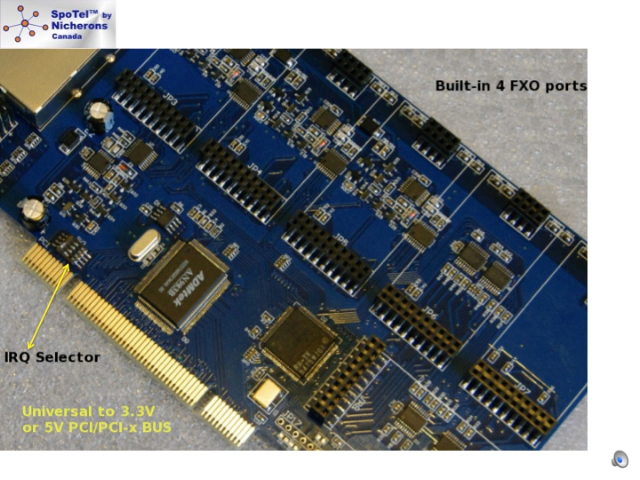 SpoTel™ by
Nicherons
Canada
Built-in 4 FXO ports
JP3
ADMtek
IRQ Selector
Universal to 3.3V
or 5V PCI/PCI-x BUS